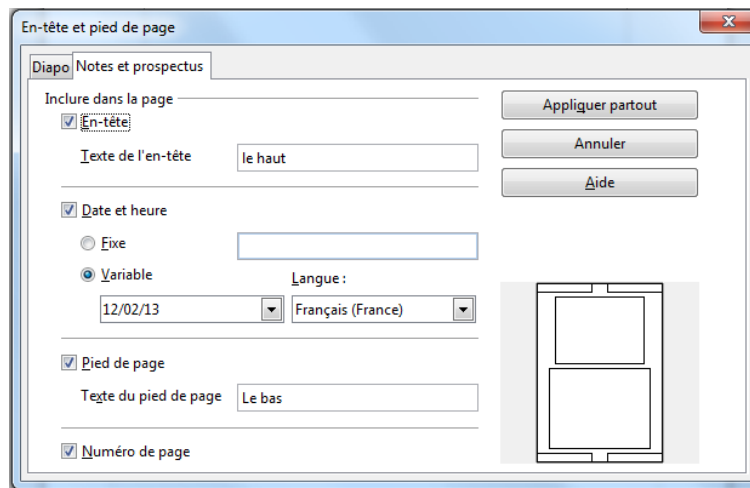 En-tête et pied de page
Diapo Notes et prospectus
Inclure dans la page
En-tête
Texte de l'en-tête le haut
Date et heure
Fixe
Variable Langue :
12/02/13 Français (France)
Pied de page
Texte du pied de page Le bas
Numéro de page
Appliquer partout
Annuler
Aide